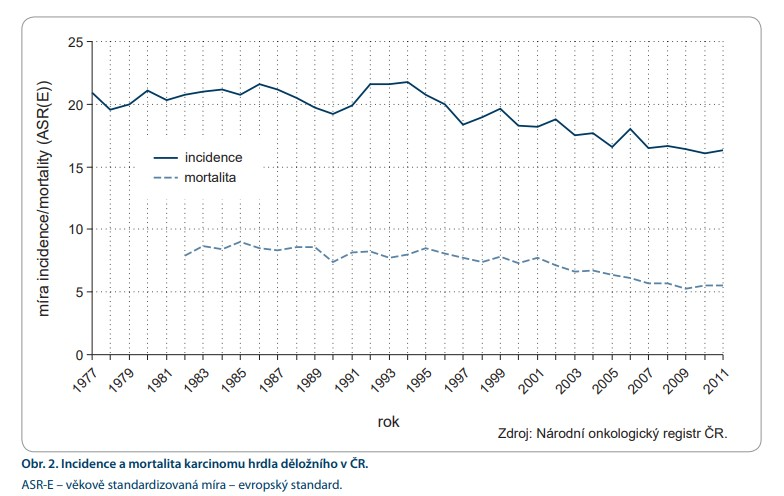 míra incidence/mortality (ASR(E))
25
20
15
10
5
0
incidence
mortalita
1977 1979 1981 1983 1985 1987 1989 1991 1993 1995 1997 1999 2001 2003 2005 2007 2009 2011
rok
Zdroj: Národní onkologický registr ČR.
Obr. 2. Incidence a mortalita karcinomu hrdla děložního v ČR.
ASR-E – věkově standardizovaná míra – evropský standard.